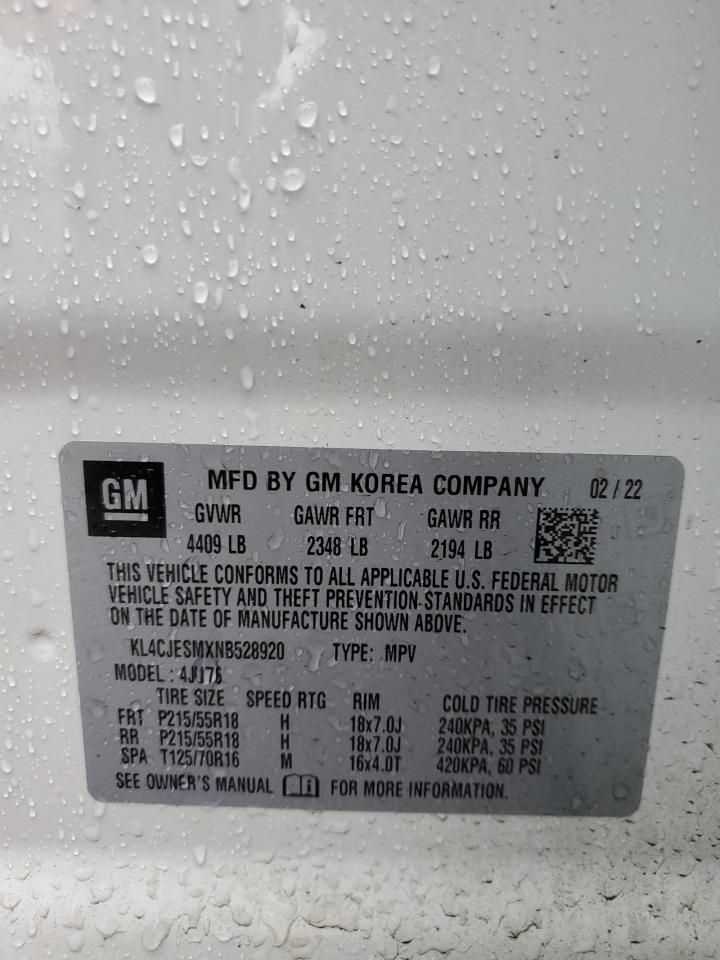 GM MFD BY GM KOREA COMPANY 02 / 22
GVWR GAWR FRT GAWR RR
4409 LB 2348 LB 2194 LB
THIS VEHICLE CONFORMS TO ALL APPLICABLE U.S. FEDERAL MOTOR
VEHICLE SAFETY AND THEFT PREVENTION STANDARDS IN EFFECT
ON THE DATE OF MANUFACTURE SHOWN ABOVE.
KL4CJESMXNB528920 TYPE: MPV
MODEL: 4JJ76
TIRE SIZE SPEED RTG RIM COLD TIRE PRESSURE
FRT P215/55R18 H 18x7.0J 240KPA, 35 PSI
RR P215/55R18 H 18x7.0J 240KPA, 35 PSI
SPA T125/70R16 M 16x4.0T 420KPA, 60 PSI
SEE OWNER'S MANUAL FOR MORE INFORMATION.